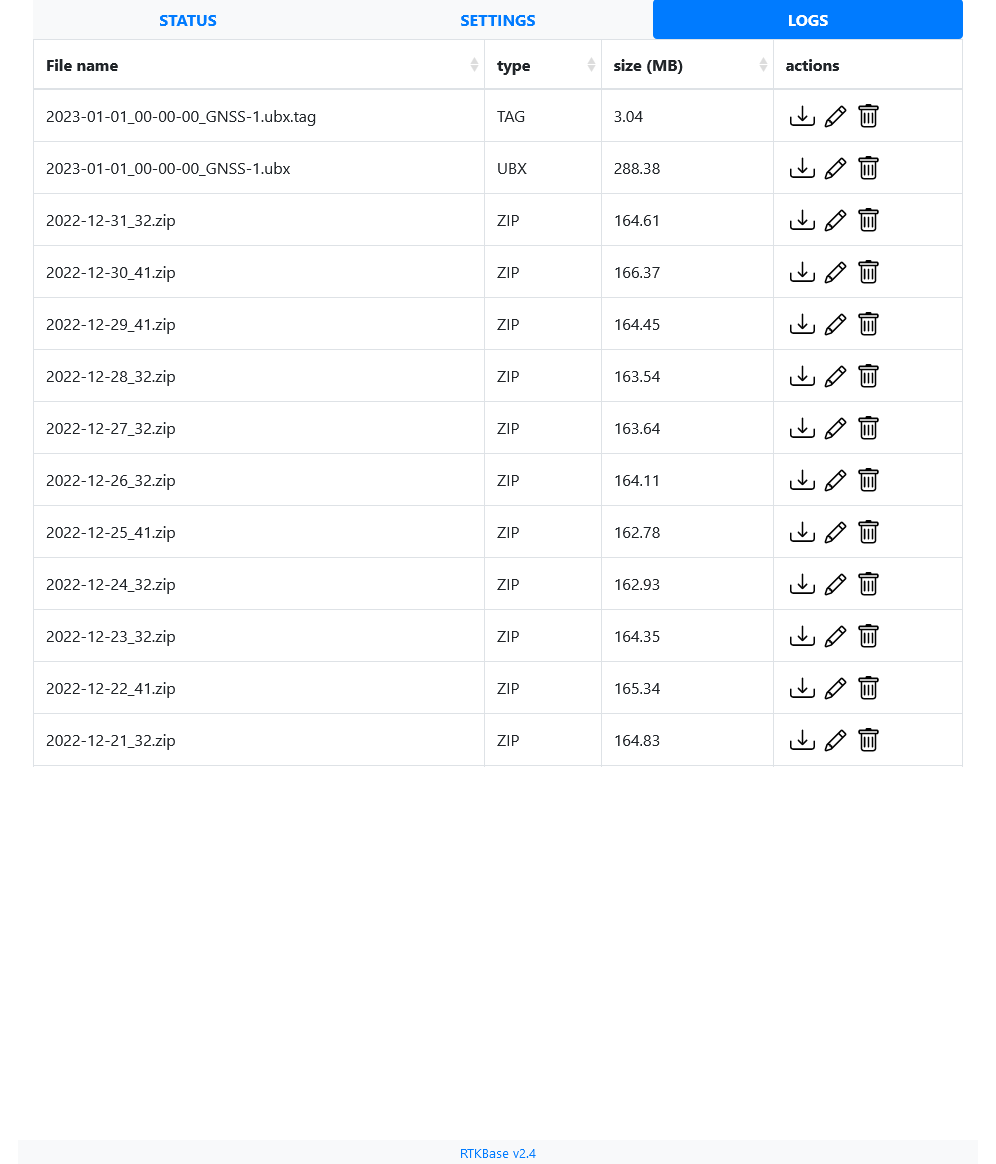 STATUS SETTINGS LOGS
File name type size (MB) actions
2023-01-01_00-00-00_GNSS-1.ubx.tag TAG 3.04
2023-01-01_00-00-00_GNSS-1.ubx UBX 288.38
2022-12-31_32.zip ZIP 164.61
2022-12-30_41.zip ZIP 166.37
2022-12-29_41.zip ZIP 164.45
2022-12-28_32.zip ZIP 163.54
2022-12-27_32.zip ZIP 163.64
2022-12-26_32.zip ZIP 164.11
2022-12-25_41.zip ZIP 162.78
2022-12-24_32.zip ZIP 162.93
2022-12-23_32.zip ZIP 164.35
2022-12-22_41.zip ZIP 165.34
2022-12-21_32.zip ZIP 164.83
RTKBase v2.4